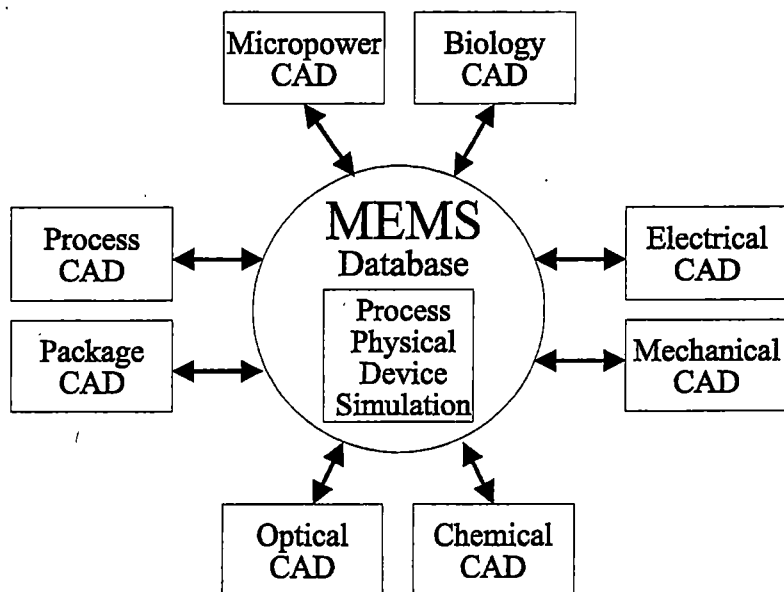 Micropower
CAD
Biology
CAD
MEMS
Database
Process
Physical
Device
Simulation
Process
CAD
Package
CAD
Electrical
CAD
Mechanical
CAD
Optical
CAD
Chemical
CAD